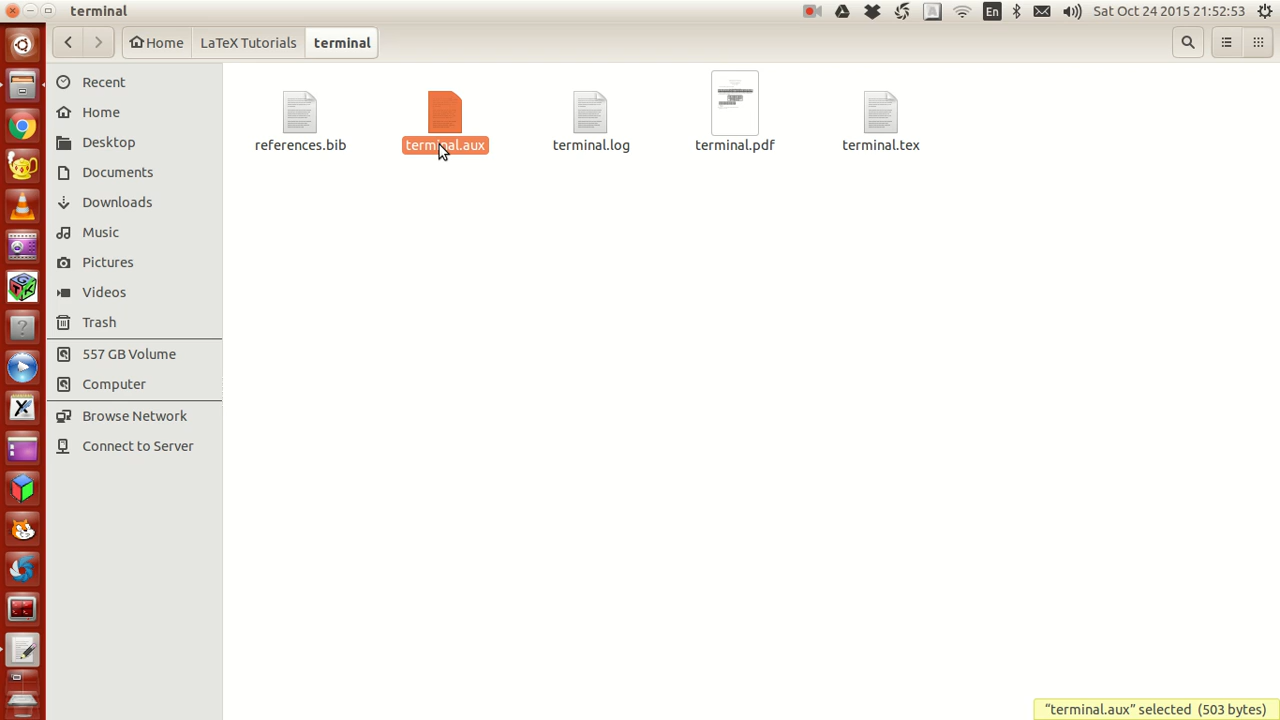 terminal
En
Sat Oct 24 2015 21:52:53
Home
LaTeX Tutorials
terminal
Recent
Home
Desktop
Documents
Downloads
Music
Pictures
Videos
Trash
557 GB Volume
Computer
Browse Network
Connect to Server
references.bib
terminal.aux
terminal.log
terminal.pdf
terminal.tex
“terminal.aux” selected (503 bytes)